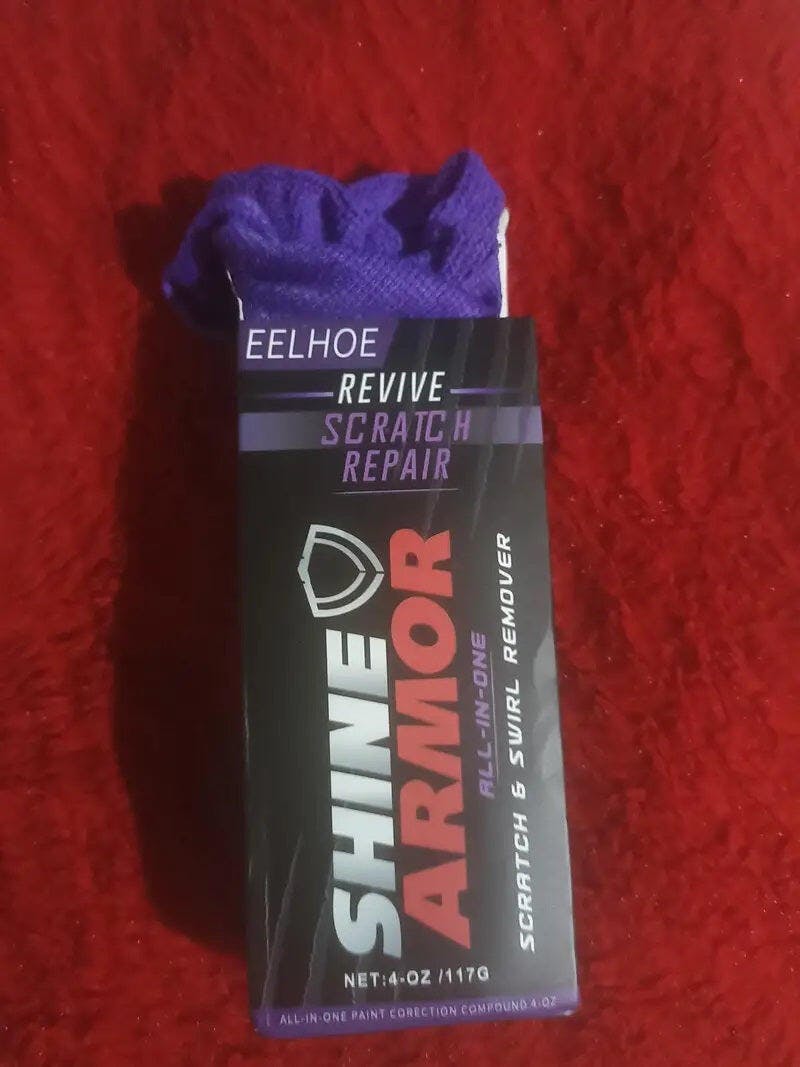 EELHOE
REVIVE
SCRATCH
REPAIR
SHINE
ARMOR
ALL-IN-ONE
SCRATCH & SWIRL REMOVER
NET:4-OZ /117G
ALL-IN-ONE PAINT CORECTION COMPOUND 4-OZ